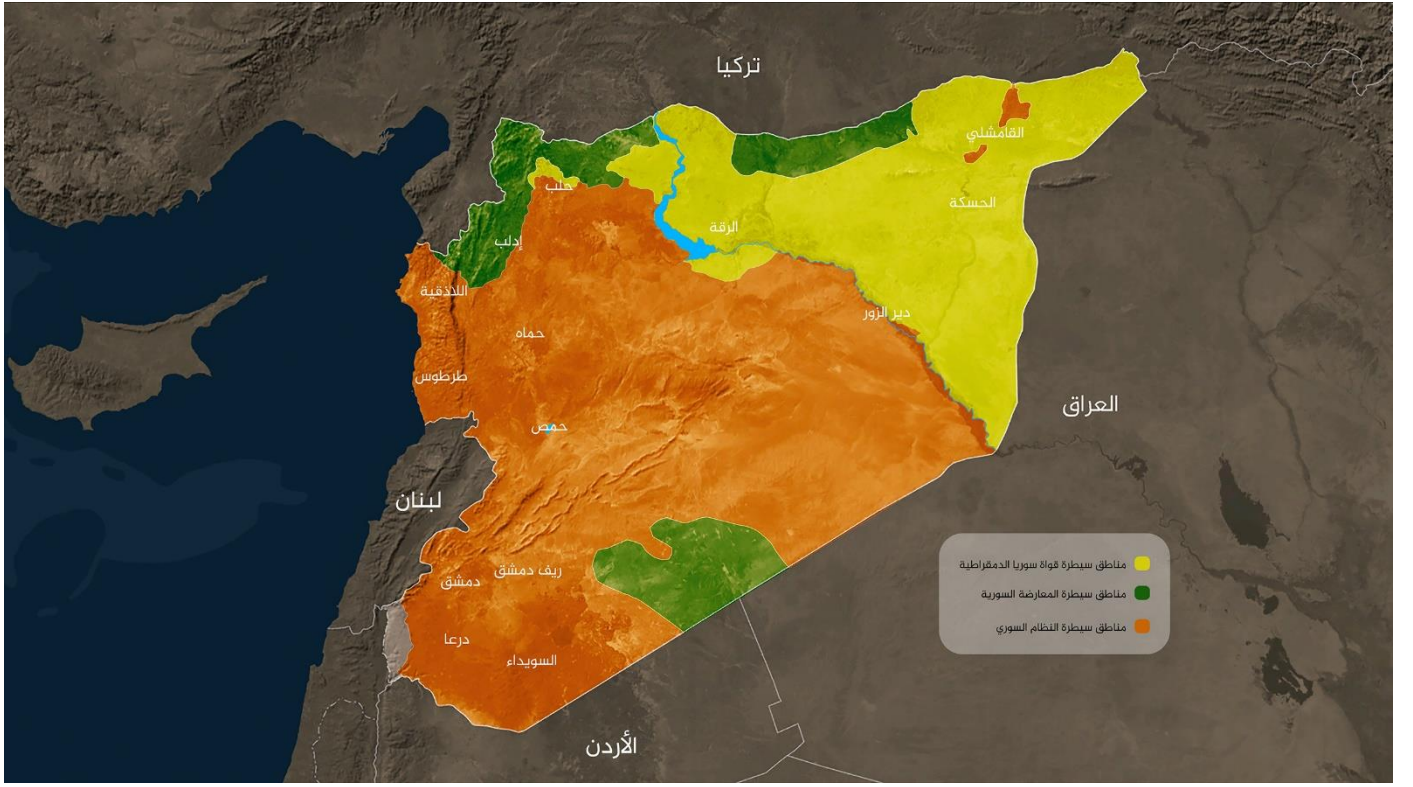 تركيا
القامشلي
حلب
الحسكة
الرقة
إدلب
اللاذقية
دير الزور
حماه
طرطوس
العراق
حمص
لبنان
ريف دمشق
دمشق
درعا
السويداء
الأردن
مناطق سيطرة قواة سوريا الدمقراطية
مناطق سيطرة المعارضة السورية
مناطق سيطرة النظام السوري